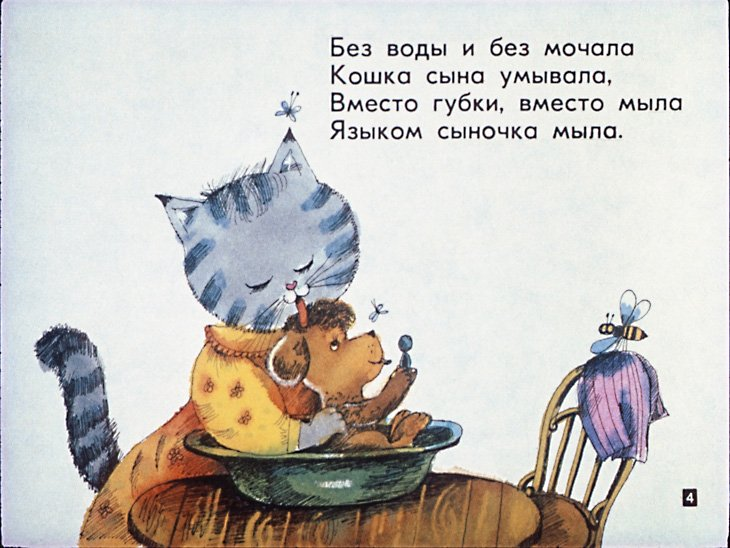 Без воды и без мочала
Кошка сына умывала,
Вместо губки, вместо мыла
Языком сыночка мыла.
4